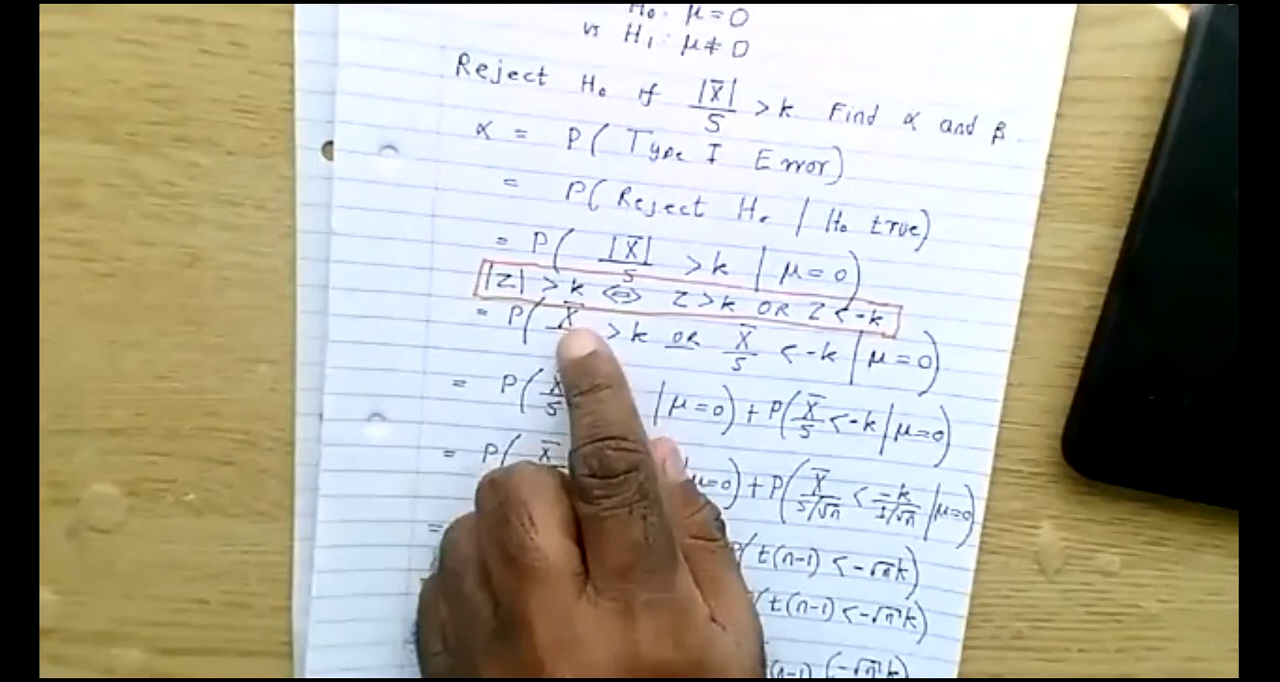 H₀: μ = 0
vs H₁: μ ≠ 0
Reject H₀ if |X̄|/S > k Find α and β
α = P( Type I Error)
= P( Reject H₀ / H₀ true)
= P( |X̄|/S > k | μ = 0)
|Z| > k ⇔ Z > k OR Z < -k
= P( X̄ > k OR X̄/S < -k | μ = 0)
= P( X̄/S | μ = 0) + P( X̄/S < -k | μ = 0)
= P( X̄ μ = 0) + P( X̄/(S/√n) < -k/(1/√n) | μ = 0)
= t(n-1) < -√n k)
t(n-1) < -√n k)
(n-1) (-√n k)